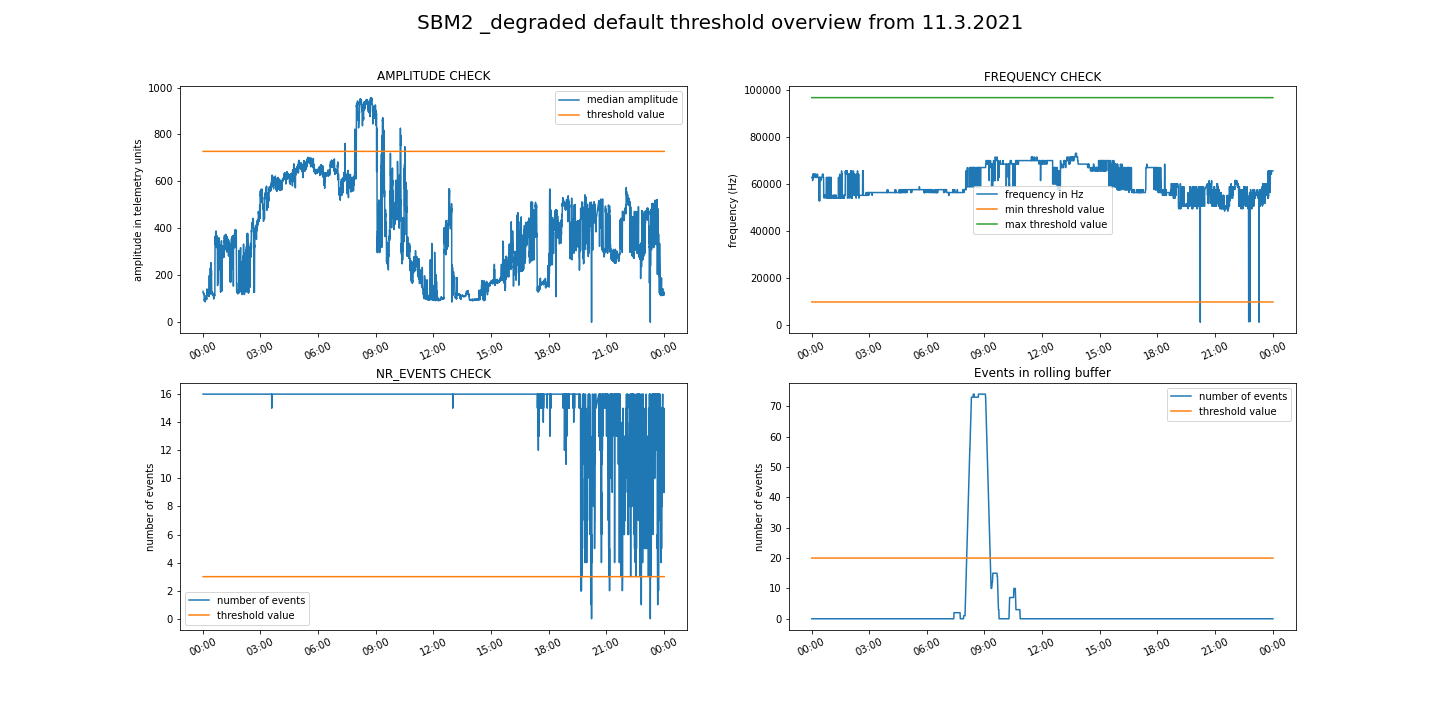 SBM2 _degraded default threshold overview from 11.3.2021
AMPLITUDE CHECK
amplitude in telemetry units
1000
800
600
400
200
0
median amplitude
threshold value
00:00 03:00 06:00 09:00 12:00 15:00 18:00 21:00 00:00
FREQUENCY CHECK
frequency (Hz)
100000
80000
60000
40000
20000
0
frequency in Hz
min threshold value
max threshold value
00:00 03:00 06:00 09:00 12:00 15:00 18:00 21:00 00:00
NR_EVENTS CHECK
number of events
16
14
12
10
8
6
4
2
0
number of events
threshold value
00:00 03:00 06:00 09:00 12:00 15:00 18:00 21:00 00:00
Events in rolling buffer
number of events
70
60
50
40
30
20
10
0
number of events
threshold value
00:00 03:00 06:00 09:00 12:00 15:00 18:00 21:00 00:00